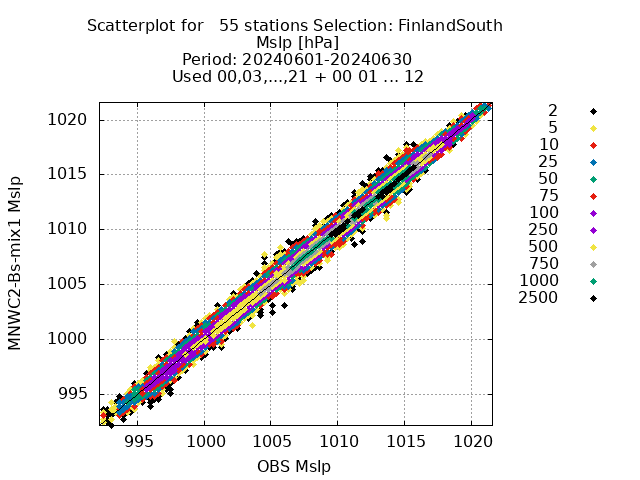 Scatterplot for   55 stations Selection: FinlandSouth
Mslp [hPa]
Period: 20240601-20240630
Used 00,03,...,21 + 00 01 ... 12
MNWC2-Bs-mix1 Mslp
1020
1015
1010
1005
1000
995
995 1000 1005 1010 1015 1020
OBS Mslp
2
5
10
25
50
75
100
250
500
750
1000
2500